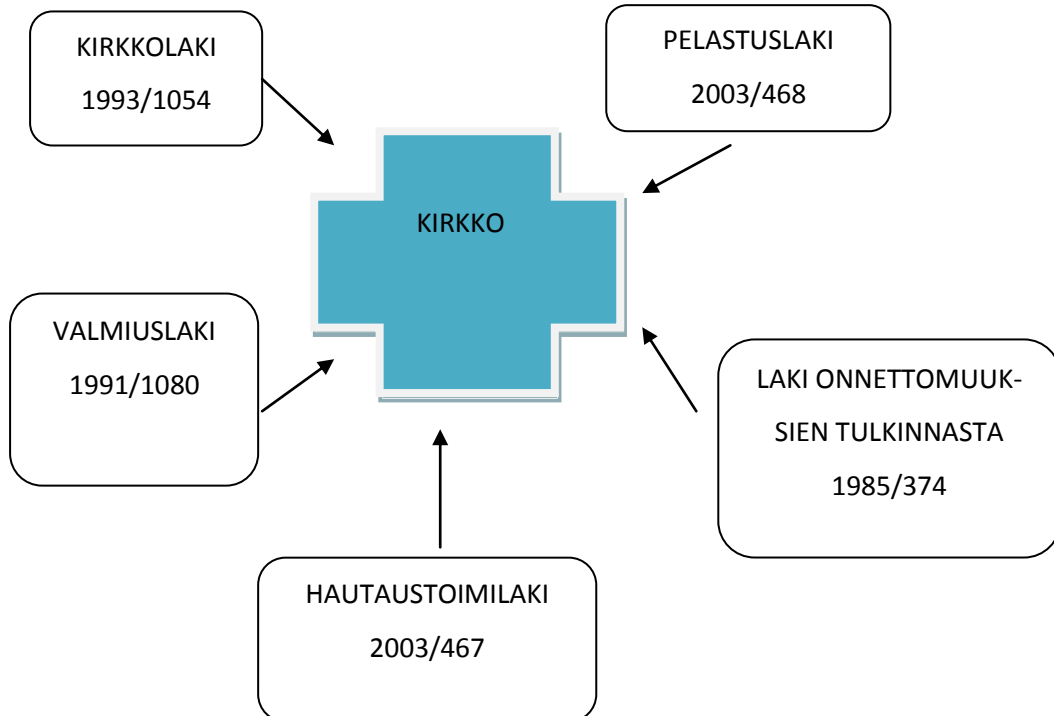 KIRKKOLAKI
1993/1054
PELASTUSLAKI
2003/468
KIRKKO
VALMIUSLAKI
1991/1080
LAKI ONNETTOMUUK-
SIEN TULKINNASTA
1985/374
HAUTAUSTOIMILAKI
2003/467